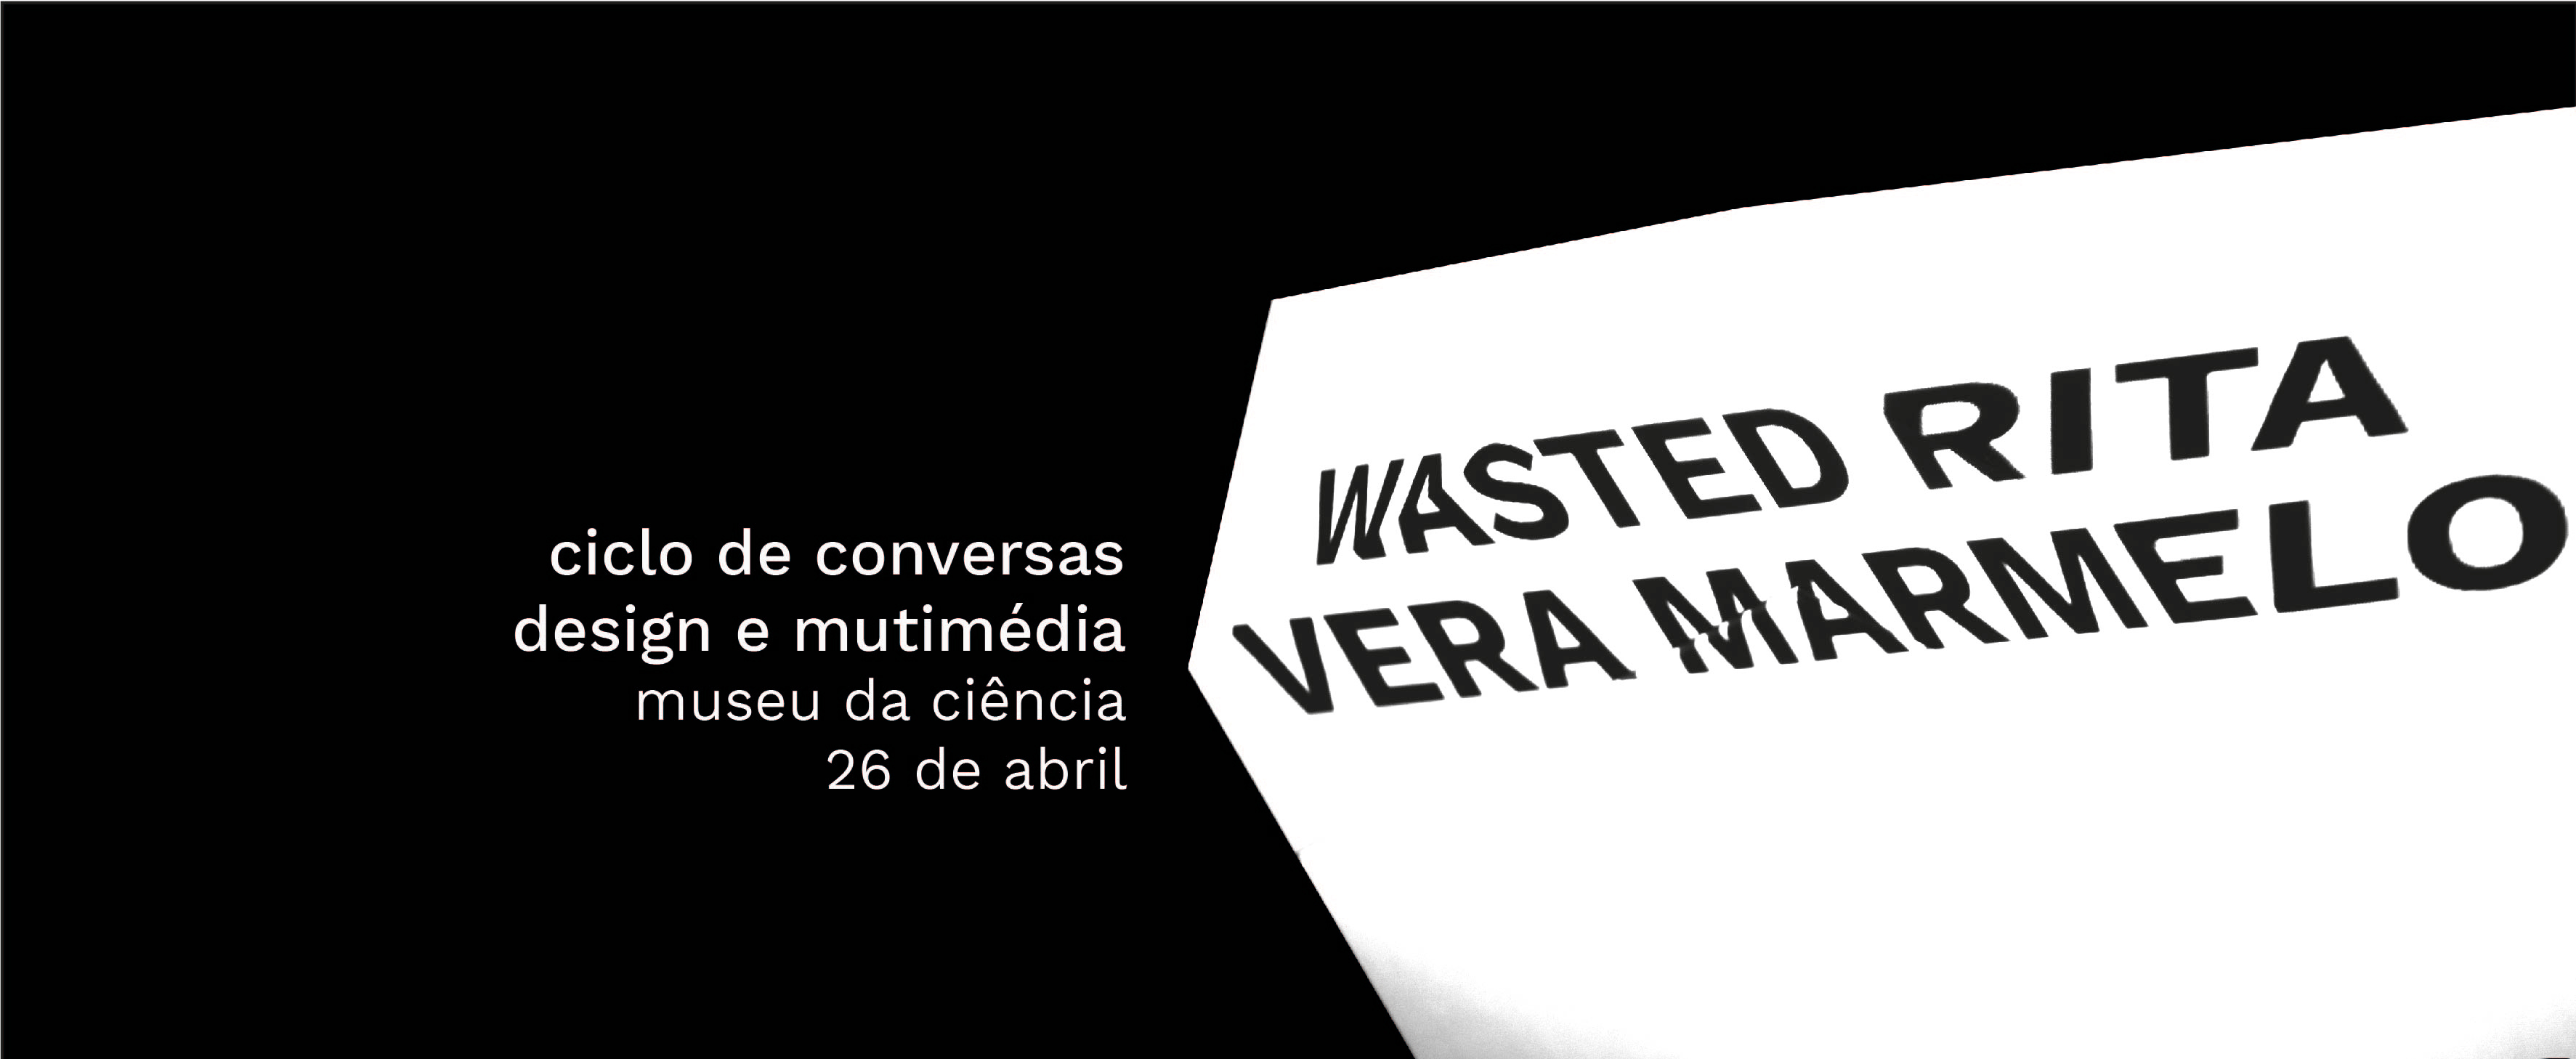 ciclo de conversas
design e mutimédia
museu da ciência
26 de abril
WASTED RITA
VERA MARMELO